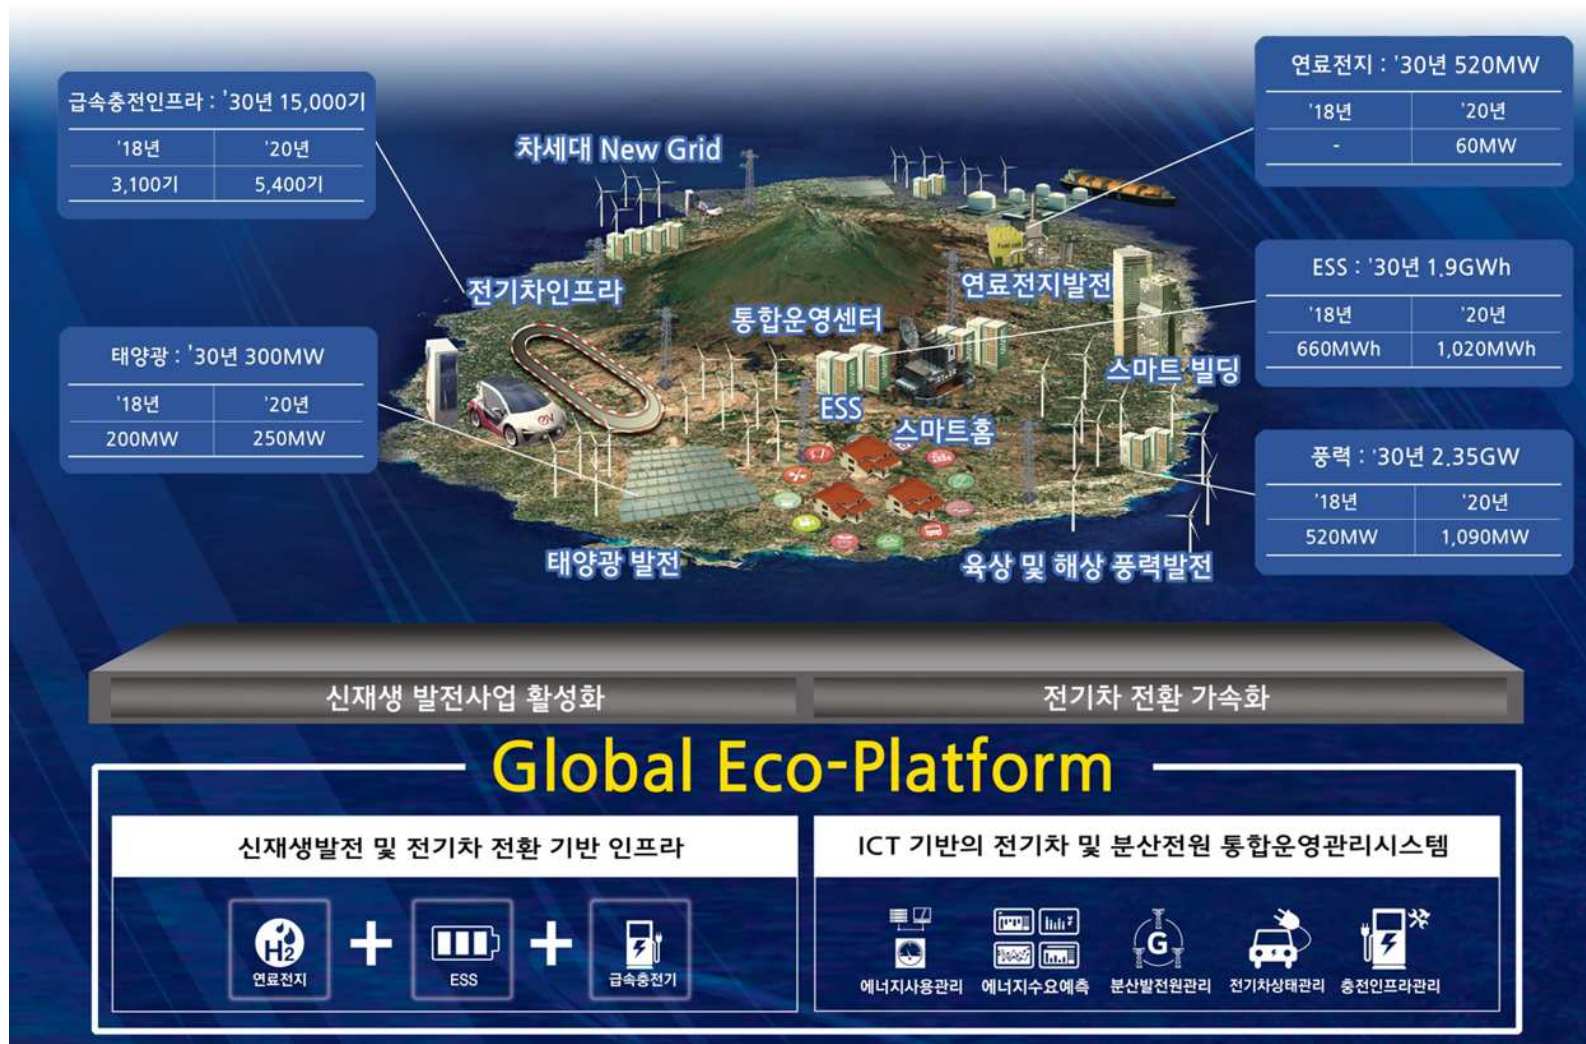 급속충전인프라 : '30년 15,000기
'18년 '20년
3,100기 5,400기
태양광 : '30년 300MW
'18년 '20년
200MW 250MW
차세대 New Grid
전기차인프라
통합운영센터
연료전지발전
Fuel cell
스마트 빌딩
ESS
스마트홈
태양광 발전
육상 및 해상 풍력발전
연료전지 : '30년 520MW
'18년 '20년
- 60MW
ESS : '30년 1.9GWh
'18년 '20년
660MWh 1,020MWh
풍력 : '30년 2.35GW
'18년 '20년
520MW 1,090MW
신재생 발전사업 활성화 전기차 전환 가속화
Global Eco-Platform
신재생발전 및 전기차 전환 기반 인프라
H2
연료전지 + ESS + 급속충전기
ICT 기반의 전기차 및 분산전원 통합운영관리시스템
G
에너지사용관리 에너지수요예측 분산발전원관리 전기차상태관리 충전인프라관리